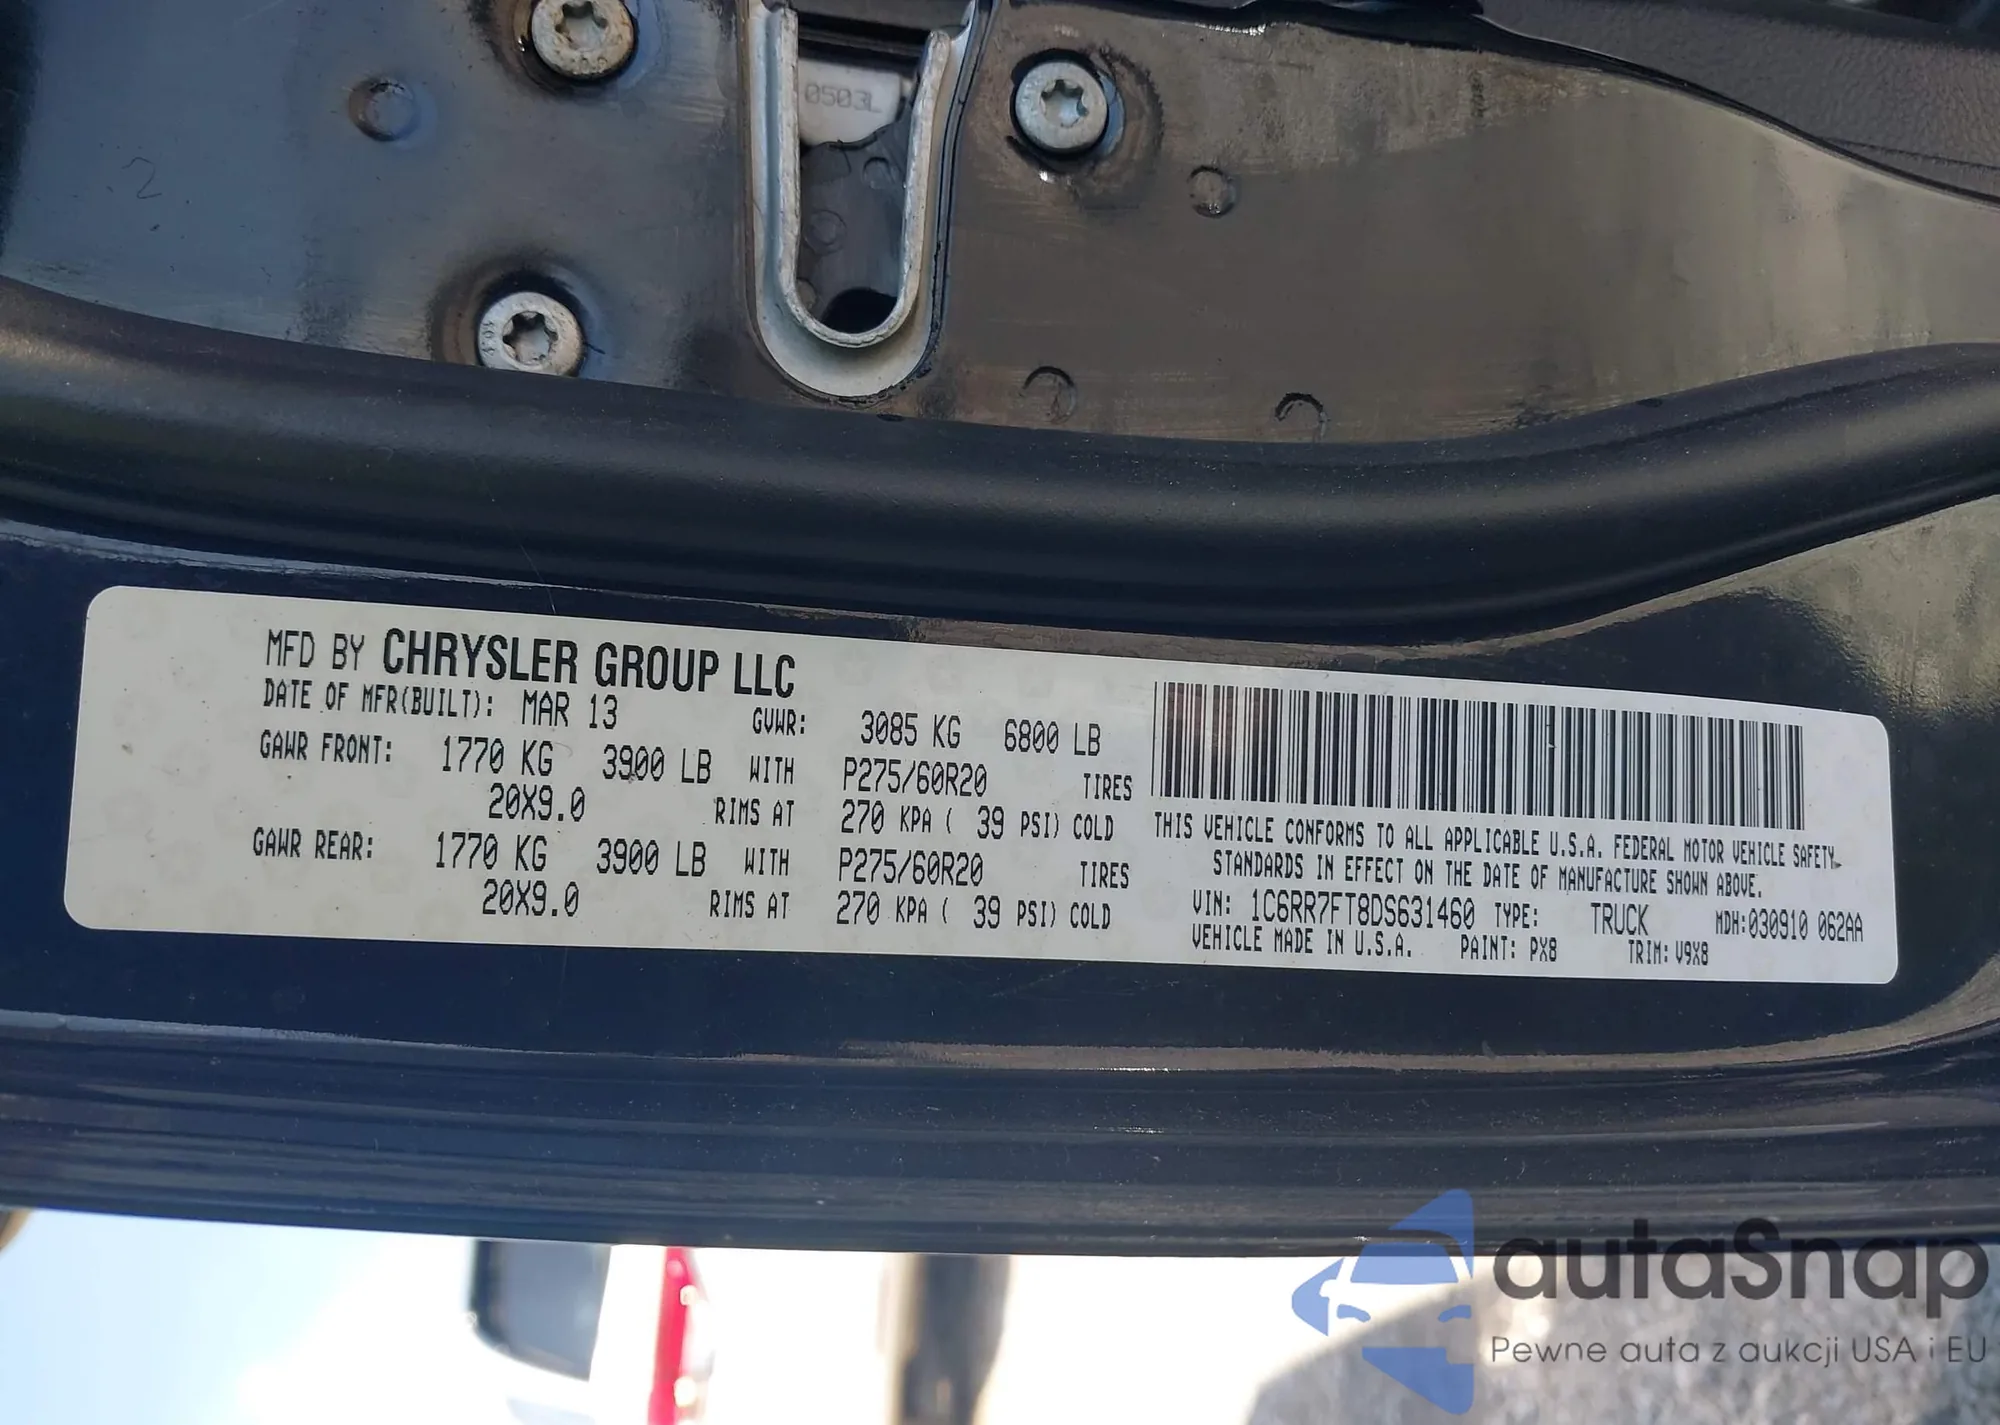 0503L
MFD BY CHRYSLER GROUP LLC
DATE OF MFR(BUILT): MAR 13 GVWR: 3085 KG 6800 LB
GAWR FRONT: 1770 KG 3900 LB WITH P275/60R20 TIRES
20X9.0 RIMS AT 270 KPA ( 39 PSI) COLD
GAWR REAR: 1770 KG 3900 LB WITH P275/60R20 TIRES
20X9.0 RIMS AT 270 KPA ( 39 PSI) COLD
THIS VEHICLE CONFORMS TO ALL APPLICABLE U.S.A. FEDERAL MOTOR VEHICLE SAFETY
STANDARDS IN EFFECT ON THE DATE OF MANUFACTURE SHOWN ABOVE.
VIN: 1C6RR7FT8DS631460 TYPE: TRUCK MDH:030910 062AA
VEHICLE MADE IN U.S.A. PAINT: PX8 TRIM: V9X8
autaSnap
Pewne auta z aukcji USA i EU